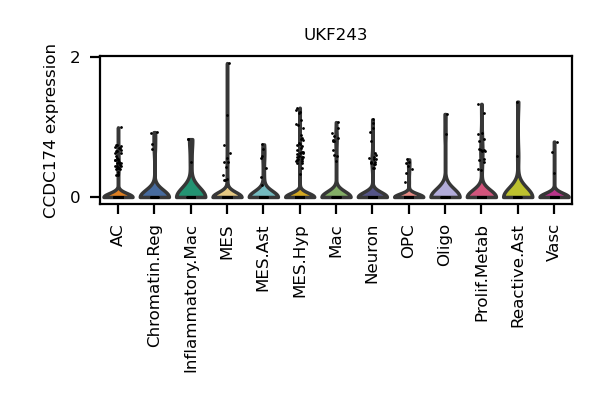 UKF243
CCDC174 expression
2
0
AC
Chromatin.Reg
Inflammatory.Mac
MES
MES.Ast
MES.Hyp
Mac
Neuron
OPC
Oligo
Prolif.Metab
Reactive.Ast
Vasc